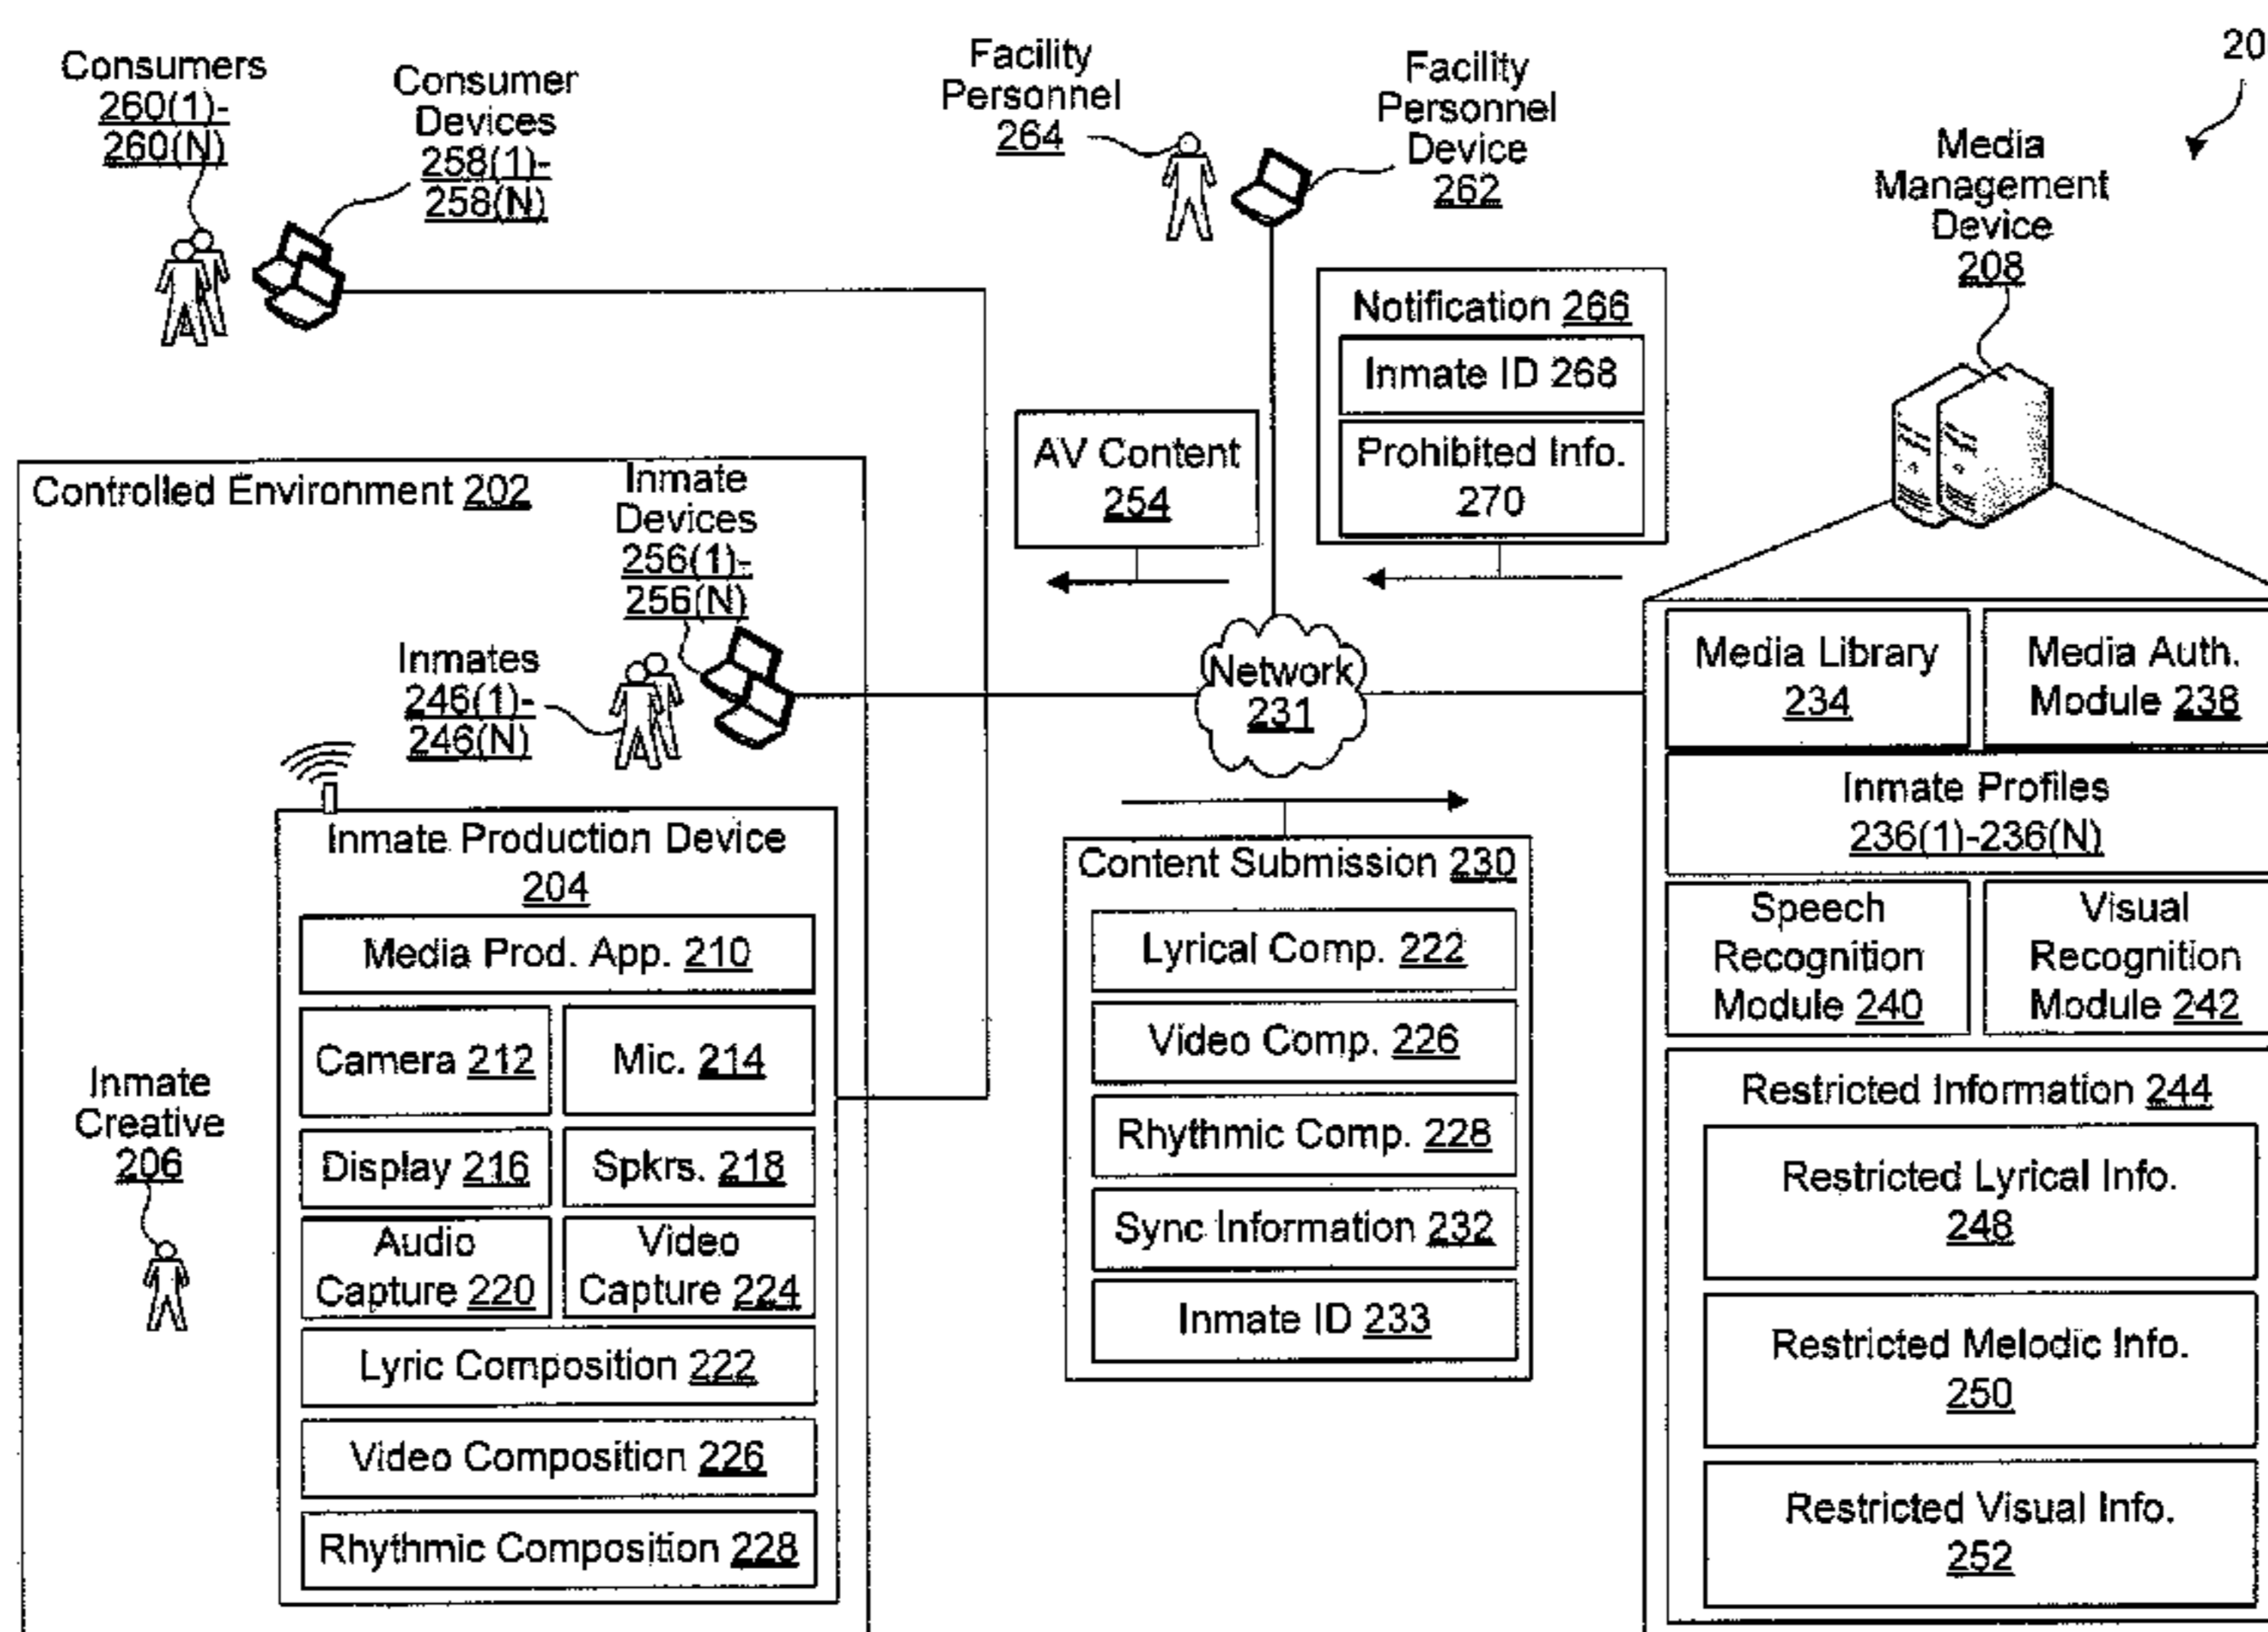 Consumers
260(1)-
260(N)
Consumer
Devices
258(1)-
258(N)
Facility
Personnel
264
Facility
Personnel
Device
262
20
Media
Management
Device
208
Notification 266
Inmate ID 268
Prohibited Info.
270
AV Content
254
Controlled Environment 202
Inmate
Devices
256(1)-
256(N)
Inmates
246(1)-
246(N)
Network
231
Inmate Production Device
204
Media Prod. App. 210
Camera 212
Mic. 214
Display 216
Spkrs. 218
Audio
Capture 220
Video
Capture 224
Lyric Composition 222
Video Composition 226
Rhythmic Composition 228
Inmate
Creative
206
Content Submission 230
Lyrical Comp. 222
Video Comp. 226
Rhythmic Comp. 228
Sync Information 232
Inmate ID 233
Media Library
234
Media Auth.
Module 238
Inmate Profiles
236(1)-236(N)
Speech
Recognition
Module 240
Visual
Recognition
Module 242
Restricted Information 244
Restricted Lyrical Info.
248
Restricted Melodic Info.
250
Restricted Visual Info.
252